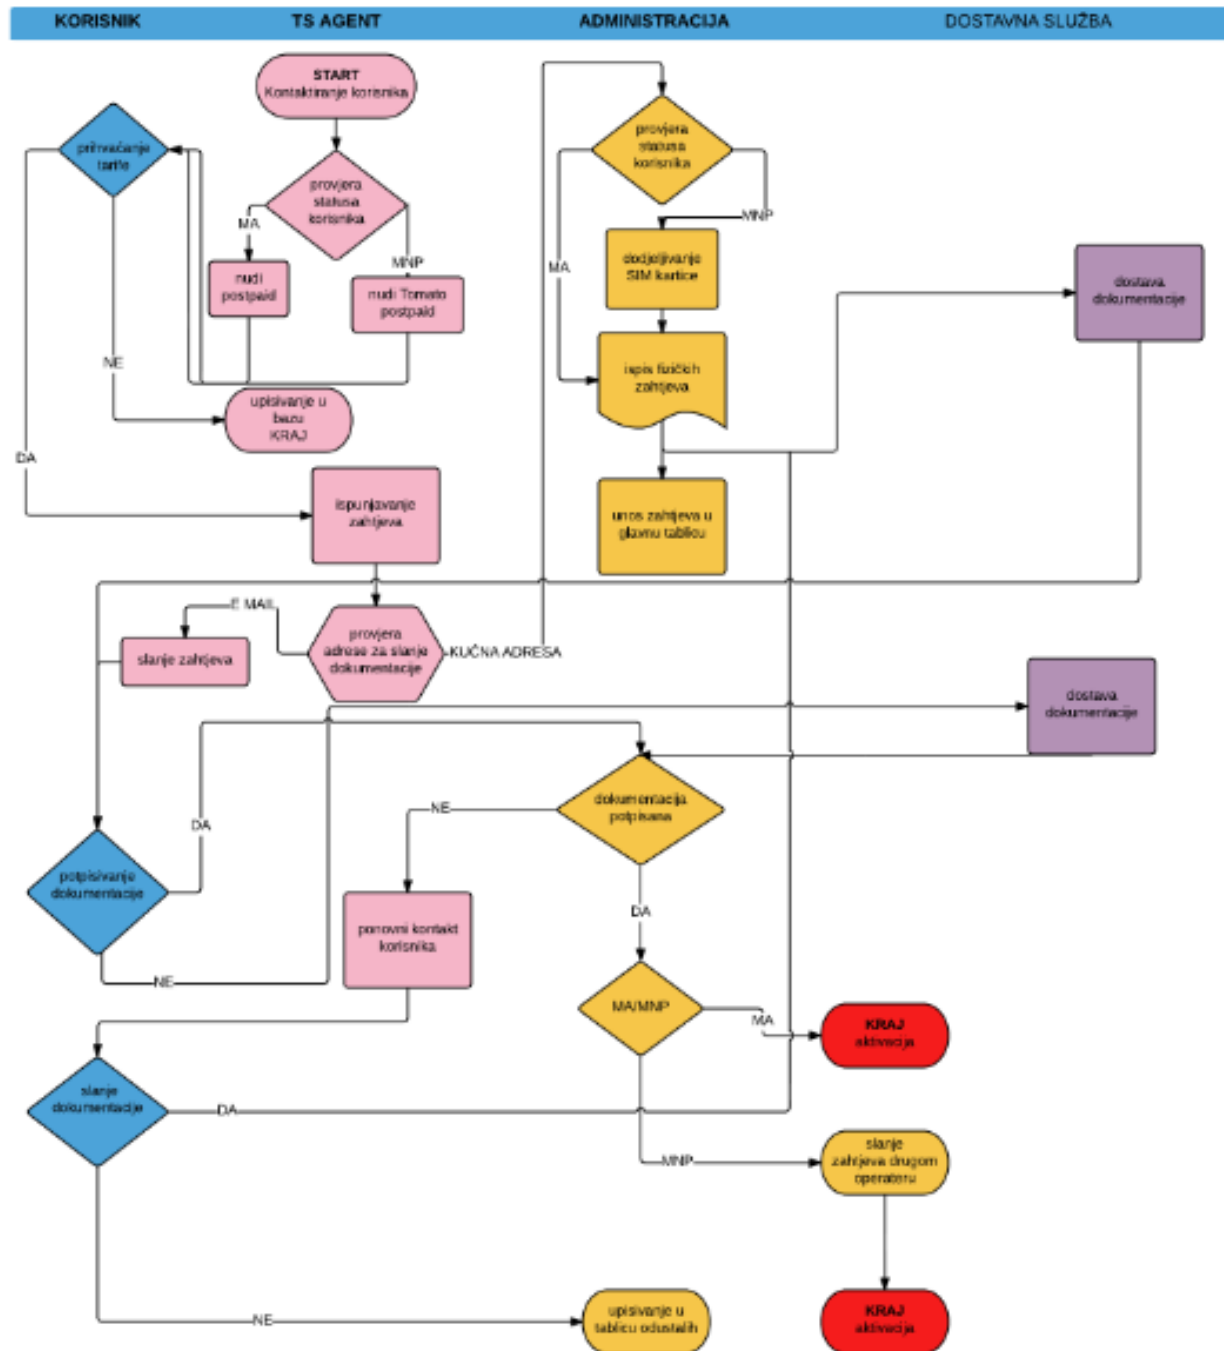 KORISNIK
TS AGENT
ADMINISTRACIJA
DOSTAVNA SLUŽBA
START
Kontaktiranje korisnika
prihvaćanje
tarife
provjera
statusa
korisnika
MA
MNP
nudi
postpaid
nudi Tomato
postpaid
NE
upisivanje u
bazu
KRAJ
DA
ispunjavanje
zahtjeva
provjera
statusa
korisnika
MNP
MA
dodjeljivanje
SIM kartice
ispis fizičkih
zahtjeva
unos zahtjeva u
glavnu tablicu
dostava
dokumentacije
E MAIL
slanje zahtjeva
provjera
adrese za slanje
dokumentacije
KUĆNA ADRESA
dostava
dokumentacije
DA
NE
dokumentacija
potpisana
potpisivanje
dokumentacije
NE
ponovni kontakt
korisnika
DA
MA/MNP
MA
KRAJ
aktivacija
slanje
dokumentacije
DA
MNP
slanje
zahtjeva drugom
operateru
NE
upisivanje u
tablicu odustalih
KRAJ
aktivacija